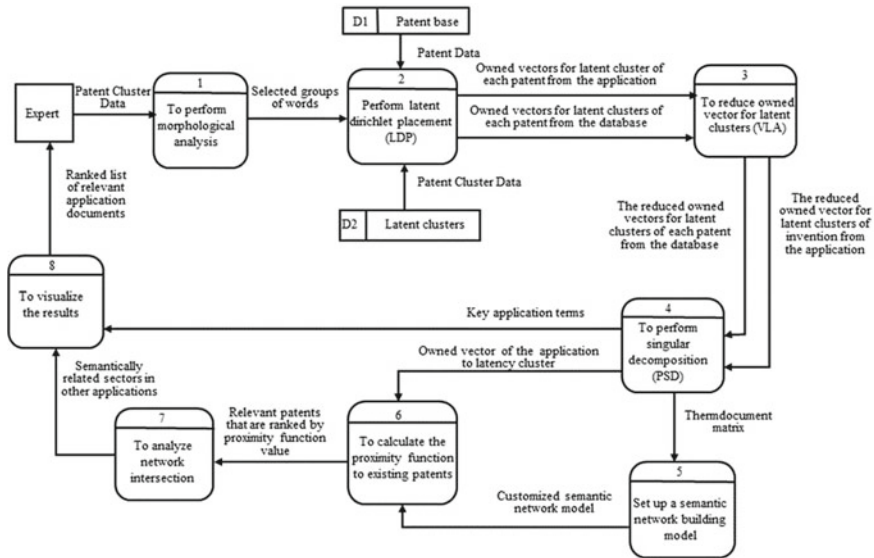 D1 Patent base
Patent Data
Expert
Patent Cluster
Data
1
To perform
morphological
analysis
Selected groups
of words
2
Perform latent
dirichlet placement
(LDP)
Owned vectors for latent cluster of
each patent from the application
Owned vectors for latent clusters of
each patent from the database
3
To reduce owned
vector for latent
clusters (VLA)
Patent Cluster Data
D2 Latent clusters
Ranked list
of relevant
application
documents
The reduced
owned vectors for latent
clusters of each patent
from the database
The reduced
owned vector for
latent clusters of
invention from
the application
8
To visualize
the results
Key application terms
4
To perform
singular
decomposition
(PSD)
Owned vector of the application
to latency cluster
Semantically
related sectors in
other applications
7
To analyze
network
intersection
Relevant patents
that are ranked by
proximity function
value
6
To calculate the
proximity function
to existing patents
Thermdocument
matrix
Customized semantic
network model
5
Set up a semantic
network building
model